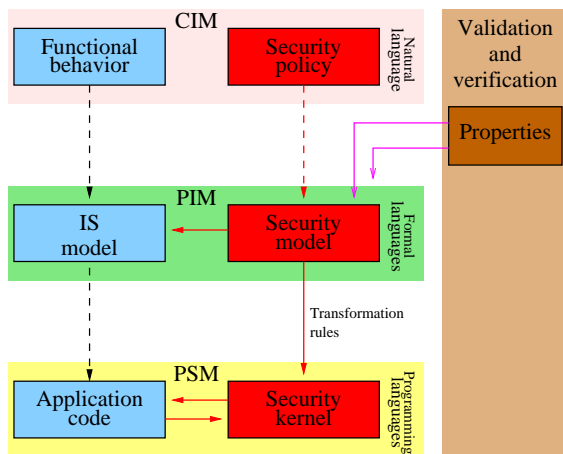 CIM
Functional
behavior
Security
policy
Natural
language
Validation
and
verification
Properties
PIM
IS
model
Security
model
Formal
languages
Transformation
rules
PSM
Application
code
Security
kernel
Programming
languages